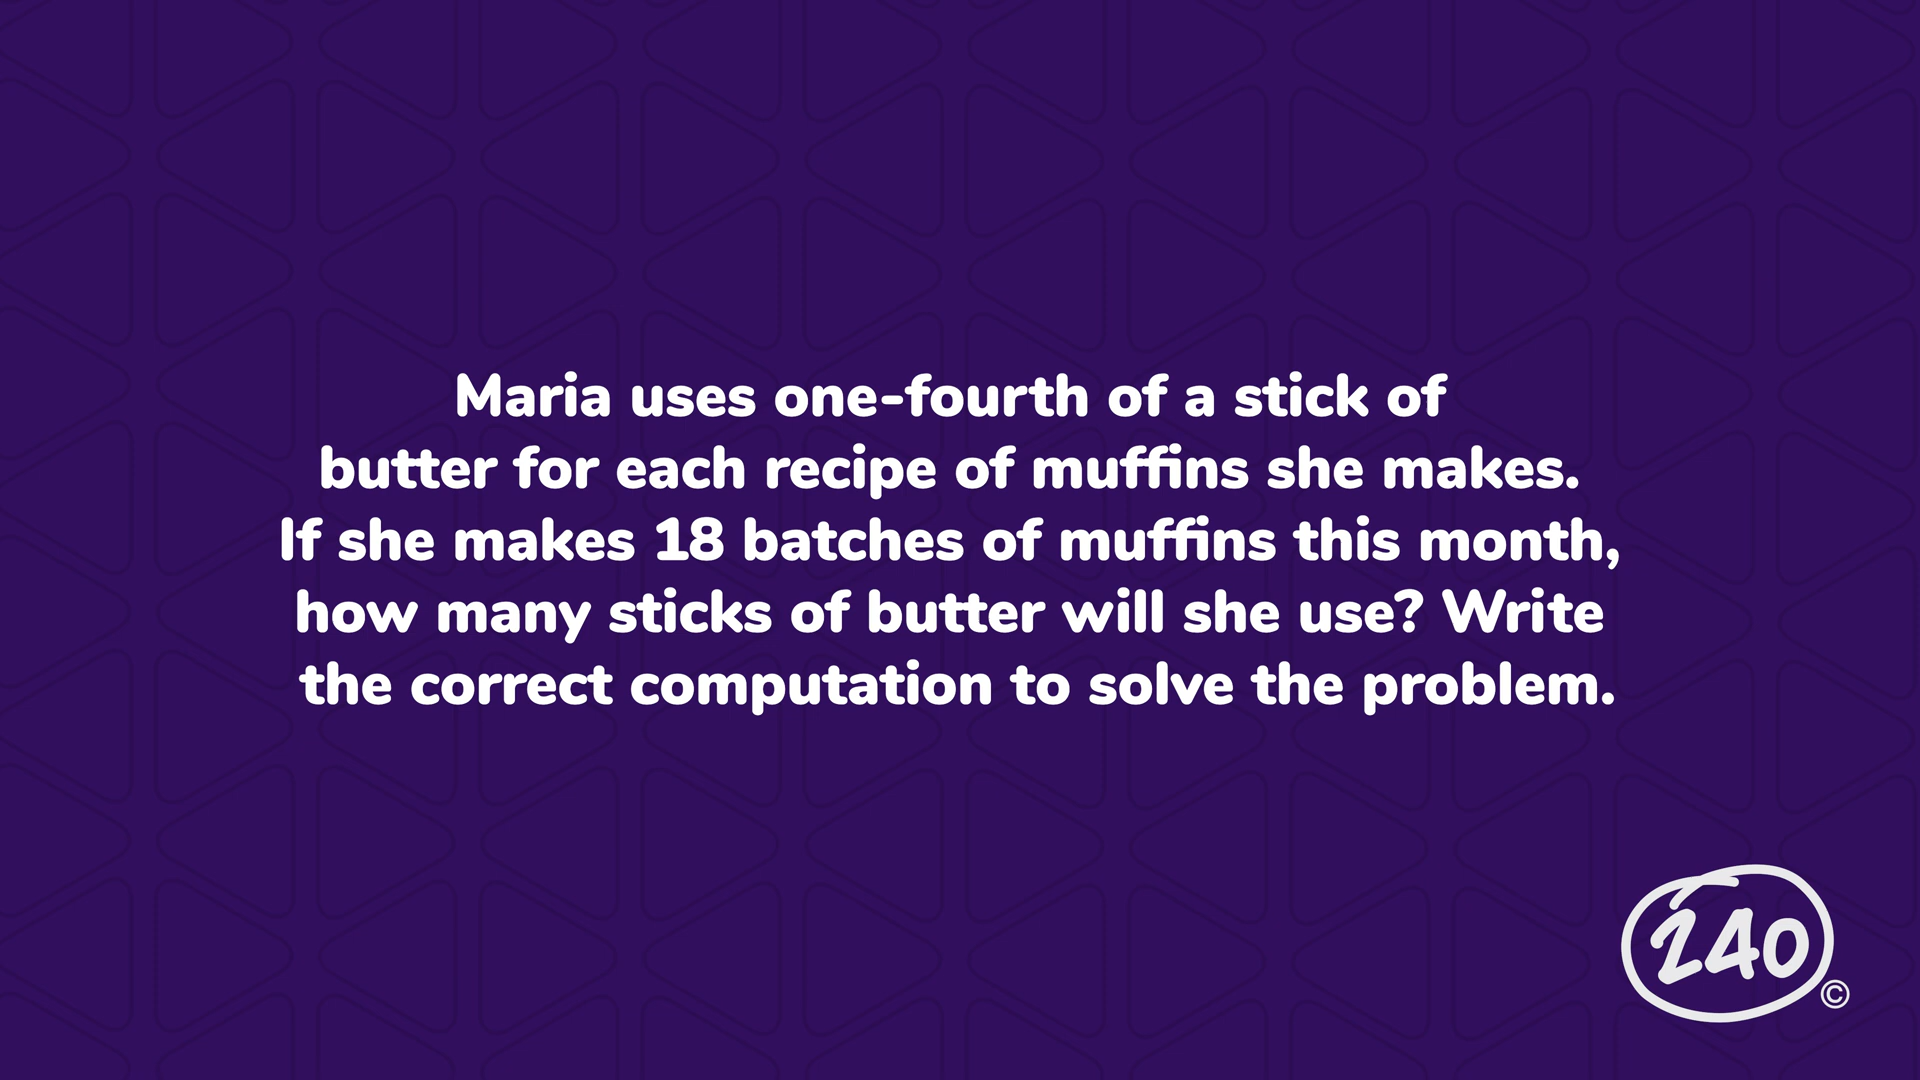 Maria uses one-fourth of a stick of
butter for each recipe of muffins she makes.
If she makes 18 batches of muffins this month,
how many sticks of butter will she use? Write
the correct computation to solve the problem.
240
©